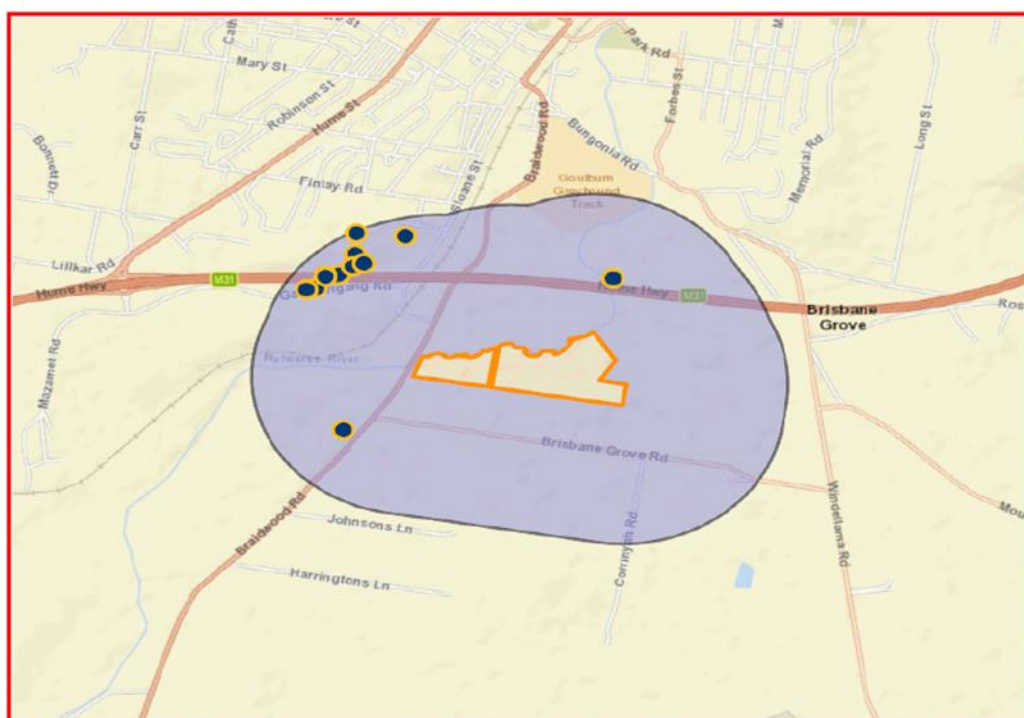 Mary St
Robinson St
Hume St
Carr St
Bonnett Dr
Finlay Rd
Sloane St
Braidwood Rd
Park Rd
Forbes St
Bungonia Rd
Memorial Rd
Long St
Goulburn
Greyhound
Track
Lillkar Rd
Hume Hwy
M31
Hume Hwy
M31
Brisbane
Grove
Mazamet Rd
Brisbane Grove Rd
Braidwood Rd
Johnsons Ln
Harringtons Ln
Corrinyah Rd
Windellama Rd